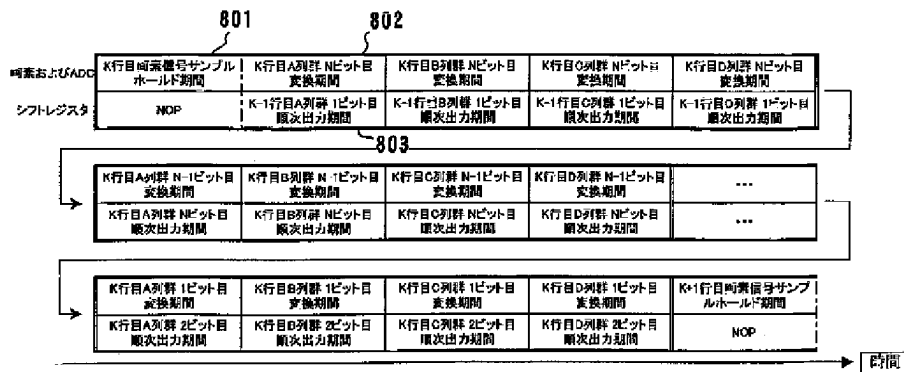 801
802
画素およびADC
K行目画素信号サンプル
ホールド期間
K行目A列群 Nビット目
変換期間
K行目B列群 Nビット目
変換期間
K行目C列群 Nビット目
変換期間
K行目D列群 Nビット目
変換期間
シフトレジスタ
NOP
K-1行目A列群 1ビット目
順次出力期間
K-1行目B列群 1ビット目
順次出力期間
K-1行目C列群 1ビット目
順次出力期間
K-1行目D列群 1ビット目
順次出力期間
803
K行目A列群 N-1ビット目
変換期間
K行目B列群 N-1ビット目
変換期間
K行目C列群 N-1ビット目
変換期間
K行目D列群 N-1ビット目
変換期間
...
K行目A列群 Nビット目
順次出力期間
K行目B列群 Nビット目
順次出力期間
K行目C列群 Nビット目
順次出力期間
K行目D列群 Nビット目
順次出力期間
...
K行目A列群 1ビット目
変換期間
K行目B列群 1ビット目
変換期間
K行目C列群 1ビット目
変換期間
K行目D列群 1ビット目
変換期間
K+1行目画素信号サンプ
ルホールド期間
K行目A列群 2ビット目
順次出力期間
K行目B列群 2ビット目
順次出力期間
K行目C列群 2ビット目
順次出力期間
K行目D列群 2ビット目
順次出力期間
NOP
時間